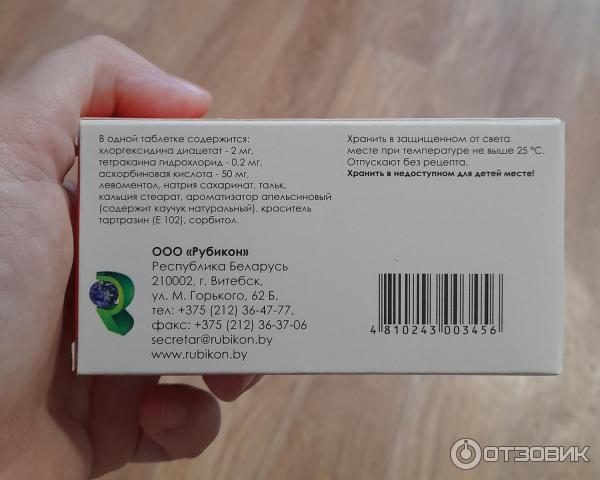 В одной таблетке содержится:
хлоргексидина диацетат - 2 мг,
тетракаина гидрохлорид - 0,2 мг,
аскорбиновая кислота - 50 мг,
левоментол, натрия сахаринат, тальк,
кальция стеарат, ароматизатор апельсиновый
(содержит каучук натуральный), краситель
тартразин (Е 102), сорбитол.
Хранить в защищенном от света
месте при температуре не выше 25 °С.
Отпускают без рецепта.
Хранить в недоступном для детей месте!
ООО «Рубикон»
Республика Беларусь
210002, г. Витебск,
ул. М. Горького, 62 Б,
тел: +375 (212) 36-47-77,
факс: +375 (212) 36-37-06
secretar@rubikon.by
www.rubikon.by
4 810243 003456
ОТЗОВИК